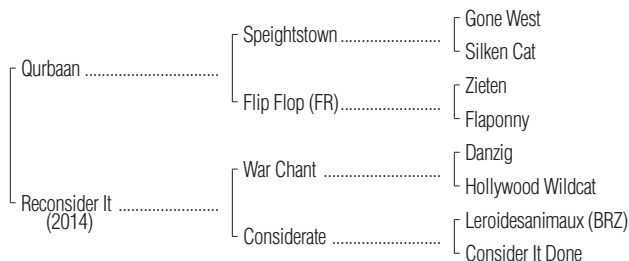 Gone West
Speightstown ........................
Silken Cat
Qurbaan ................................
Zieten
Flip Flop (FR)........................
Flaponny
Danzig
War Chant ............................
Hollywood Wildcat
Reconsider It ........................
(2014)
Leroidesanimaux (BRZ)
Considerate ..........................
Consider It Done